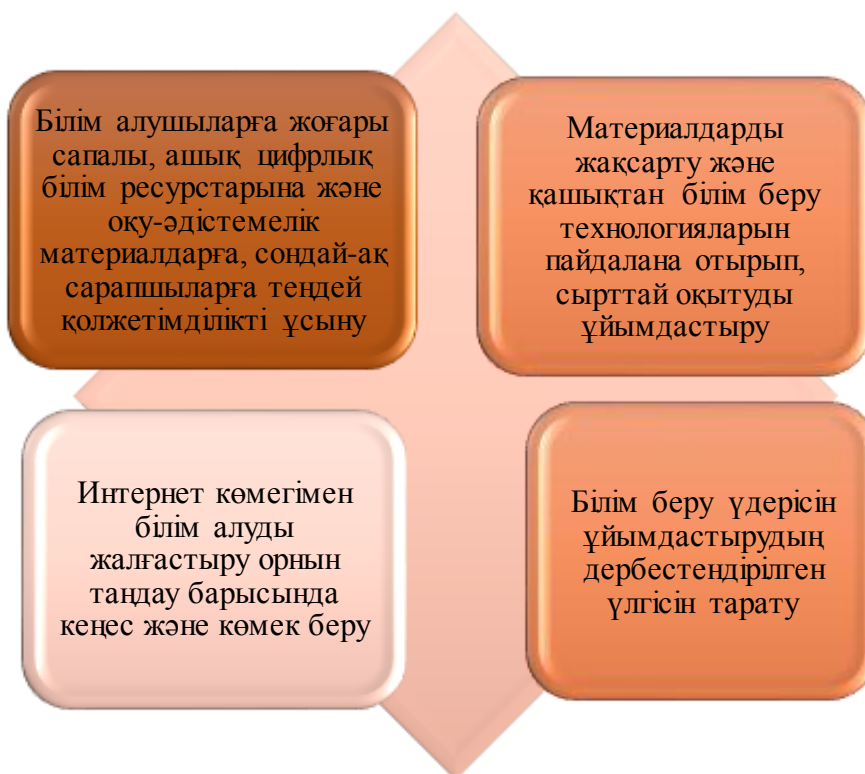 Білім алушыларға жоғары
сапалы, ашық цифрлық
білім ресурстарына және
оқу-әдістемелік
материалдарға, сондай-ақ
сарапшыларға теңдей
қолжетімділікті ұсыну
Материалдарды
жақсарту және
қашықтан білім беру
технологияларын
пайдалана отырып,
сырттай оқытуды
ұйымдастыру
Интернет көмегімен
білім алуды
жалғастыру орнын
таңдау барысында
кеңес және көмек беру
Білім беру үдерісін
ұйымдастырудың
дербестендірілген
үлгісін тарату